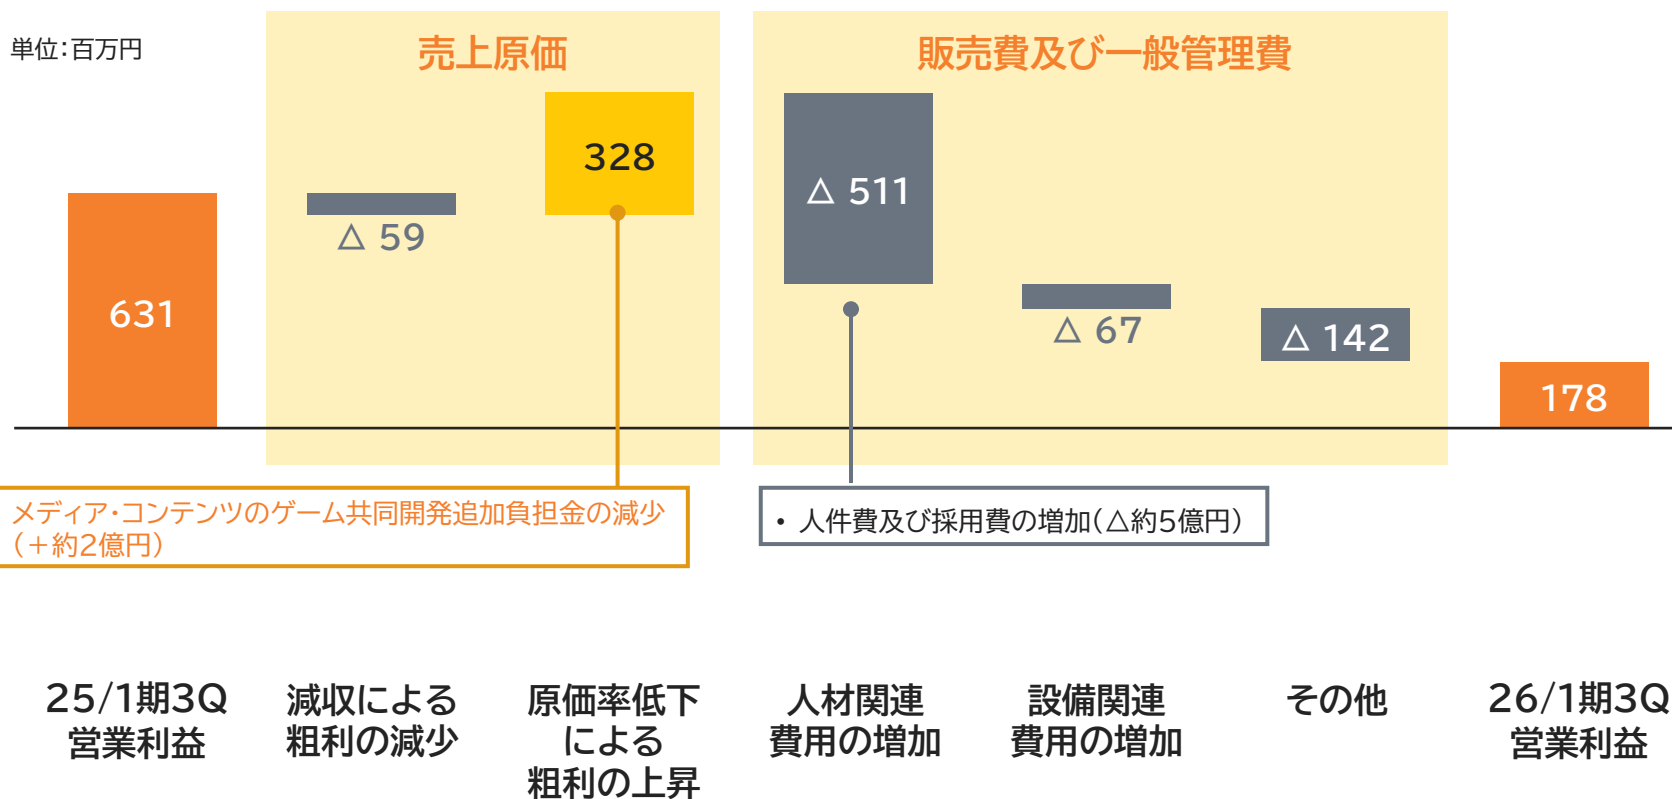 単位：百万円
売上原価
販売費及び一般管理費
631
△ 59
328
△ 511
△ 67
△ 142
178
メディア・コンテンツのゲーム共同開発追加負担金の減少
（＋約2億円）
• 人件費及び採用費の増加（△約5億円）
25/1期3Q
営業利益
減収による
粗利の減少
原価率低下
による
粗利の上昇
人材関連
費用の増加
設備関連
費用の増加
その他
26/1期3Q
営業利益